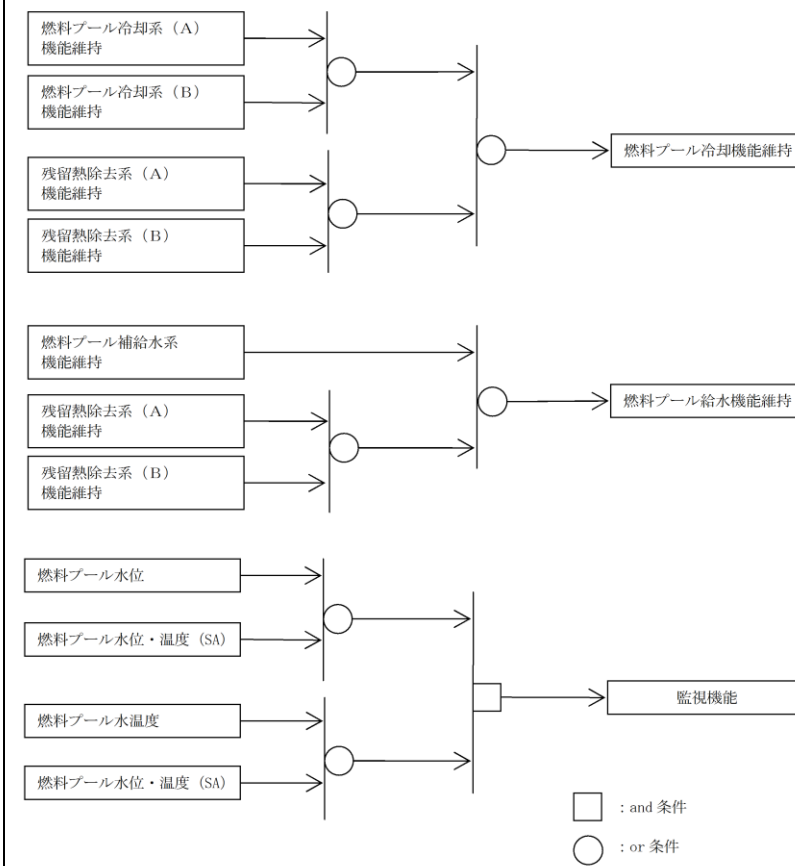 燃料プール冷却系（A）
機能維持
燃料プール冷却系（B）
機能維持
残留熱除去系（A）
機能維持
残留熱除去系（B）
機能維持
燃料プール冷却機能維持
燃料プール補給水系
機能維持
残留熱除去系（A）
機能維持
残留熱除去系（B）
機能維持
燃料プール給水機能維持
燃料プール水位
燃料プール水位・温度（SA）
燃料プール水温度
燃料プール水位・温度（SA）
監視機能
：and 条件
：or 条件